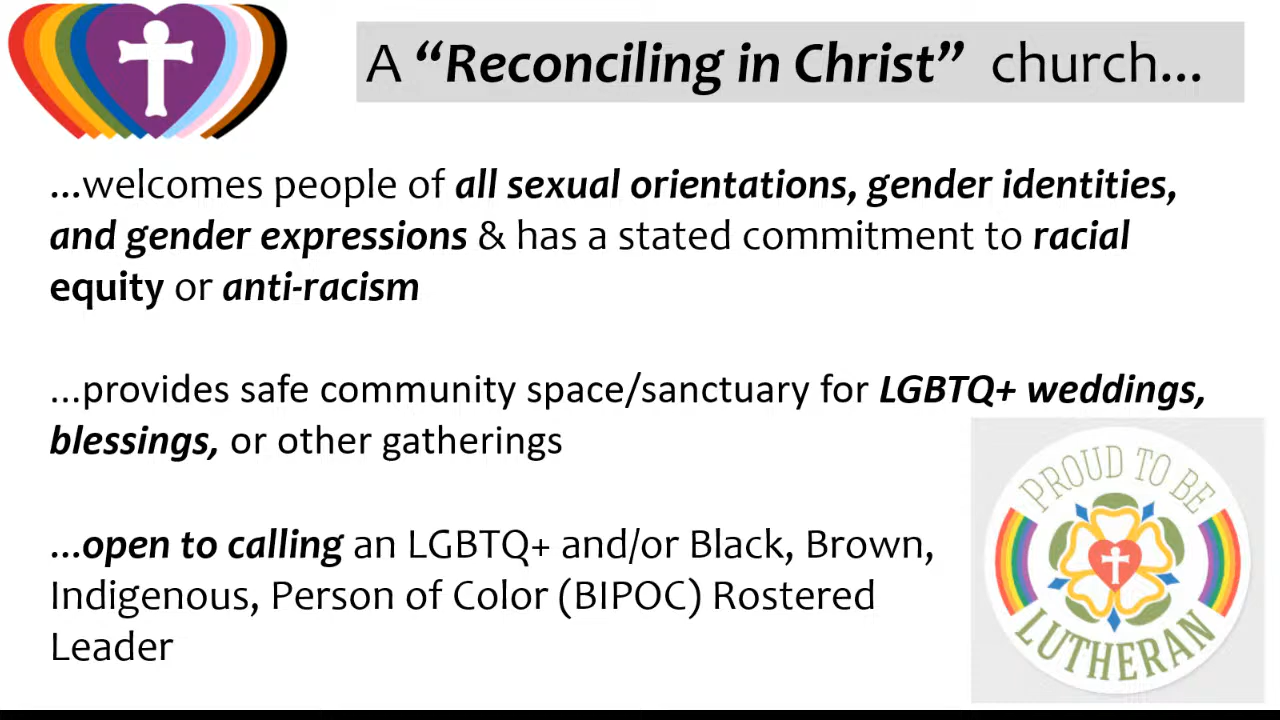 A “Reconciling in Christ” church...
...welcomes people of all sexual orientations, gender identities,
and gender expressions & has a stated commitment to racial
equity or anti-racism
...provides safe community space/sanctuary for LGBTQ+ weddings,
blessings, or other gatherings
...open to calling an LGBTQ+ and/or Black, Brown,
Indigenous, Person of Color (BIPOC) Rostered
Leader
PROUD TO BE
LUTHERAN